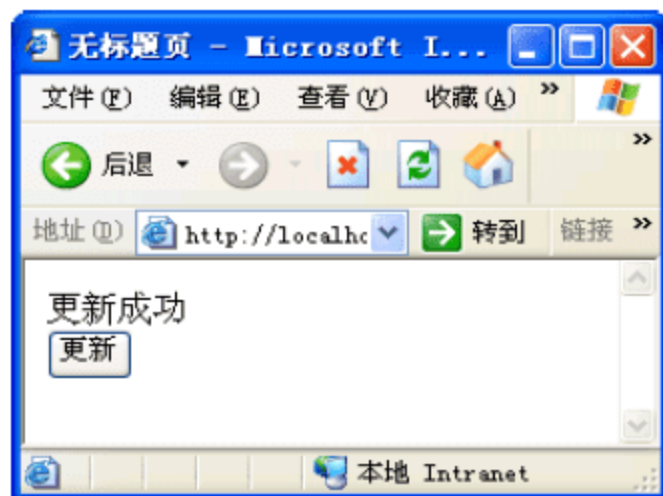 无标题页 - Microsoft I...
文件(F) 编辑(E) 查看(V) 收藏(A) »
后退 »
地址(D) http://localhc 转到 链接 »
更新成功
更新
本地 Intranet